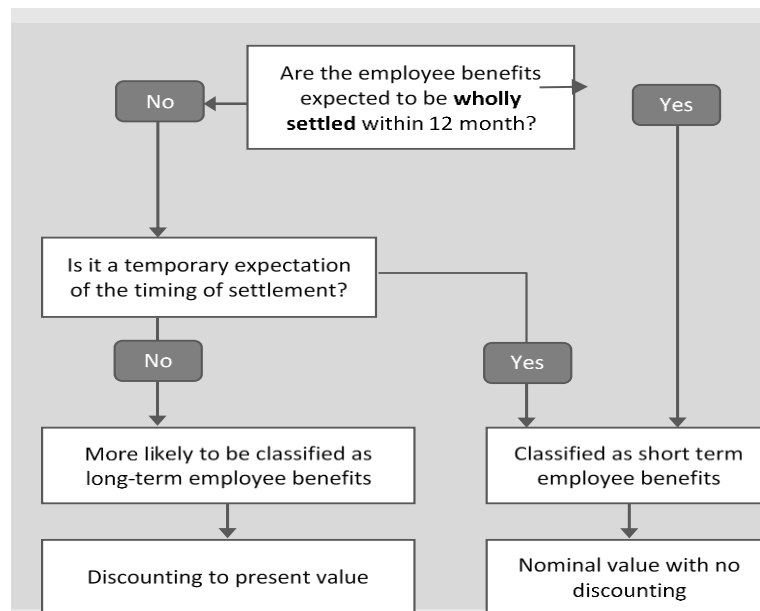 Are the employee benefits
expected to be wholly
settled within 12 month?
No
Yes
Is it a temporary expectation
of the timing of settlement?
No
Yes
More likely to be classified as
long-term employee benefits
Classified as short term
employee benefits
Discounting to present value
Nominal value with no
discounting